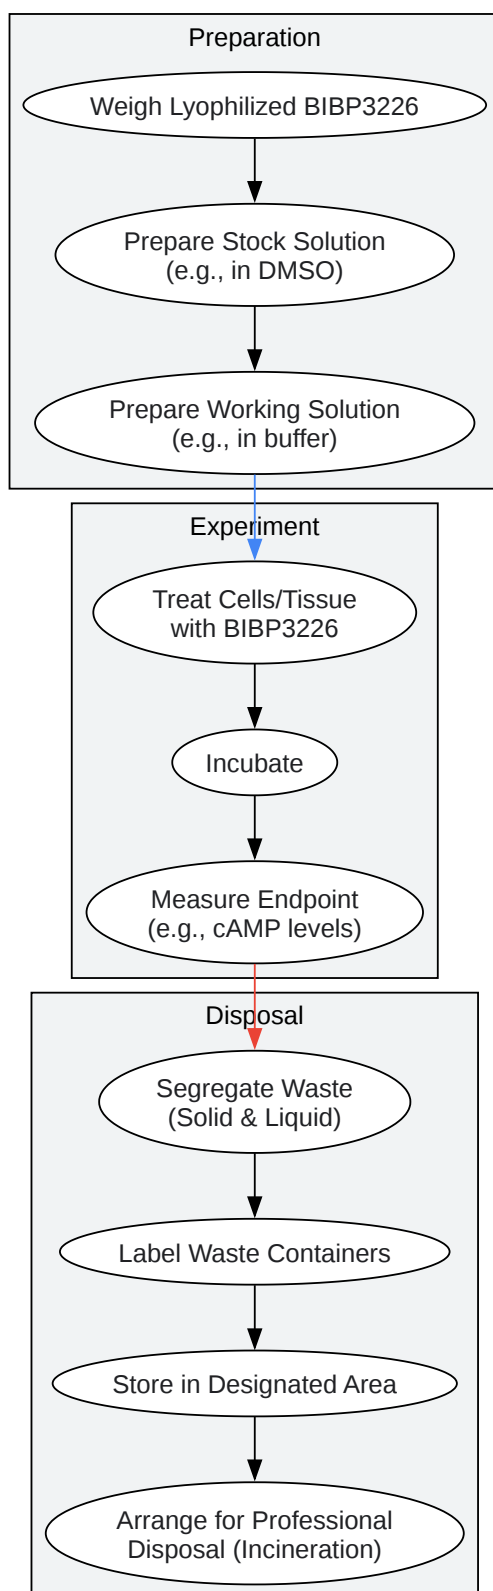 Preparation
Weigh Lyophilized BIBP3226
Prepare Stock Solution
(e.g., in DMSO)
Prepare Working Solution
(e.g., in buffer)
Experiment
Treat Cells/Tissue
with BIBP3226
Incubate
Measure Endpoint
(e.g., cAMP levels)
Disposal
Segregate Waste
(Solid & Liquid)
Label Waste Containers
Store in Designated Area
Arrange for Professional
Disposal (Incineration)